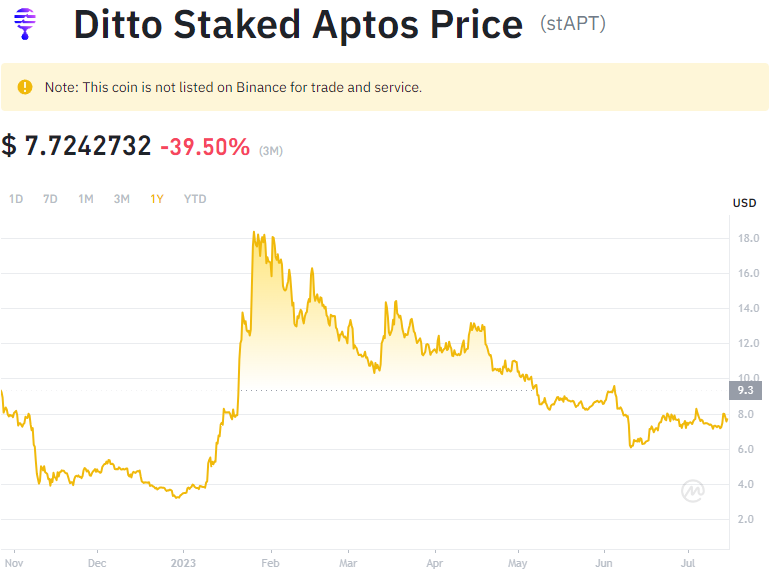 Ditto Staked Aptos Price (stAPT)
Note: This coin is not listed on Binance for trade and service.
$ 7.7242732 -39.50% (3M)
1D 7D 1M 3M 1Y YTD
USD
18.0
16.0
14.0
12.0
10.0
9.3
8.0
6.0
4.0
2.0
Nov Dec 2023 Feb Mar Apr May Jun Jul